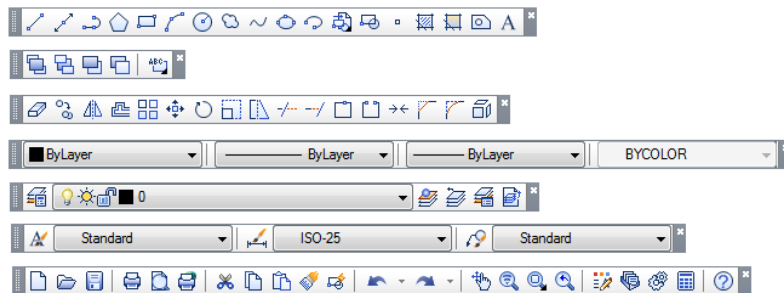 A
ABC
ByLayer ByLayer ByLayer BYCOLOR
0
A Standard ISO-25 Standard
?